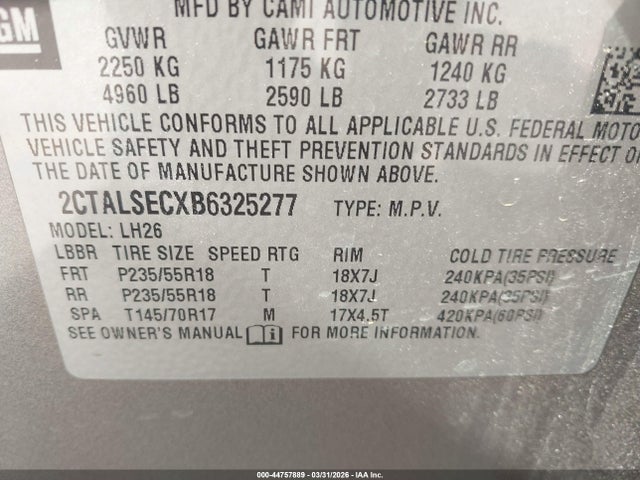 GM
MFD BY CAMI AUTOMOTIVE INC.
GVWR GAWR FRT GAWR RR
2250 KG 1175 KG 1240 KG
4960 LB 2590 LB 2733 LB
THIS VEHICLE CONFORMS TO ALL APPLICABLE U.S. FEDERAL MOTO
VEHICLE SAFETY AND THEFT PREVENTION STANDARDS IN EFFECT O
THE DATE OF MANUFACTURE SHOWN ABOVE.
2CTALSECXB6325277 TYPE: M.P.V.
MODEL: LH26
LBBR TIRE SIZE SPEED RTG RIM COLD TIRE PRESSURE
FRT P235/55R18 T 18X7J 240KPA(35PSI)
RR P235/55R18 T 18X7J 240KPA(35PSI)
SPA T145/70R17 M 17X4.5T 420KPA(60PSI)
SEE OWNER'S MANUAL FOR MORE INFORMATION.
000-44757889 - 03/31/2026 - IAA Inc.